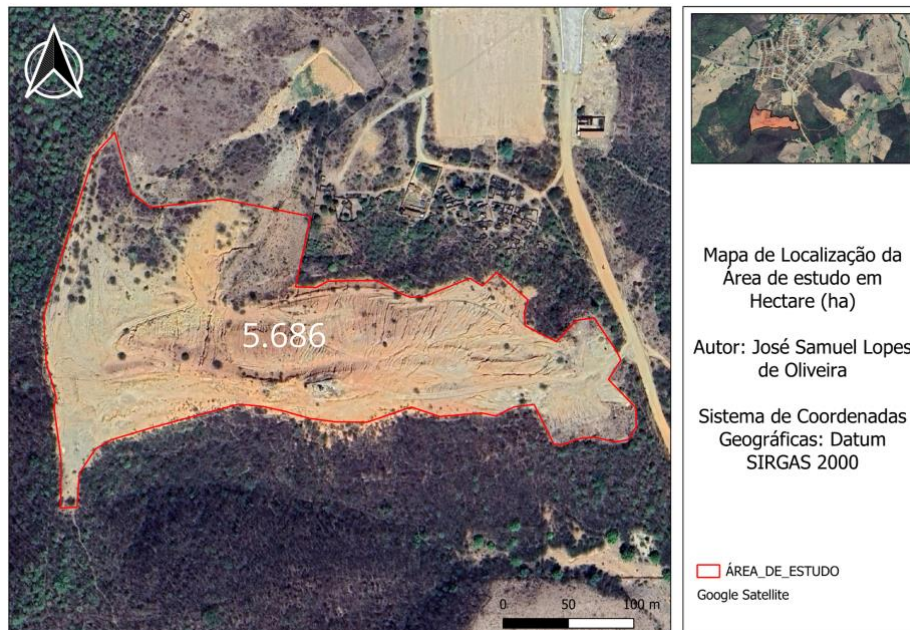 5.686
0 50 100 m
Mapa de Localização da
Área de estudo em
Hectare (ha)
Autor: José Samuel Lopes
de Oliveira
Sistema de Coordenadas
Geográficas: Datum
SIRGAS 2000
ÁREA_DE_ESTUDO
Google Satellite